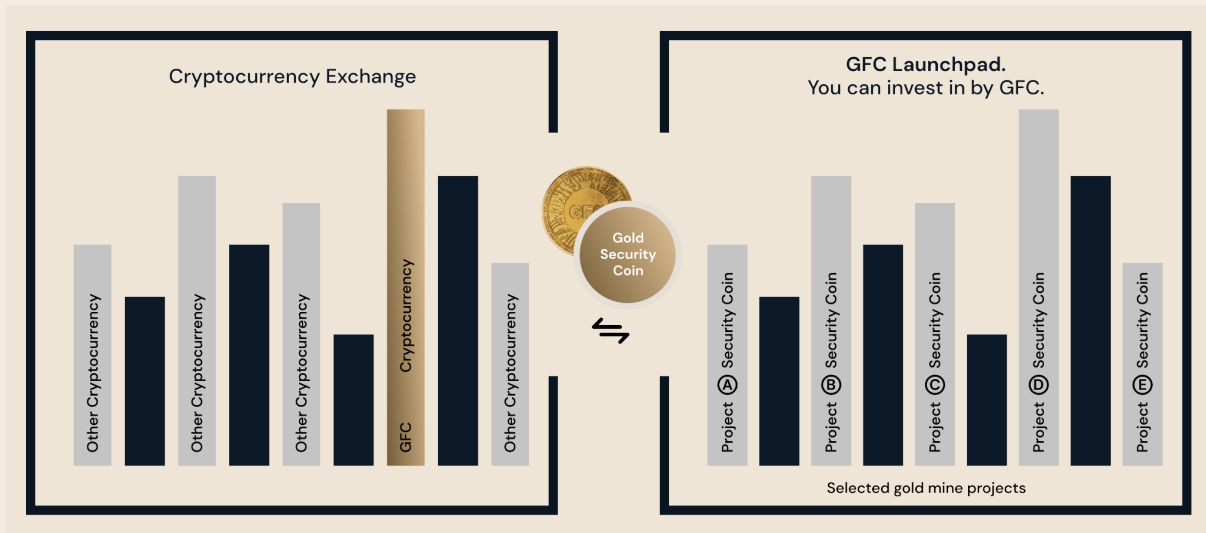 Cryptocurrency Exchange
Other Cryptocurrency
Other Cryptocurrency
Other Cryptocurrency
GFC Cryptocurrency
Other Cryptocurrency
GFC
Gold
Security
Coin
GFC Launchpad.
You can invest in by GFC.
Project A Security Coin
Project B Security Coin
Project C Security Coin
Project D Security Coin
Project E Security Coin
Selected gold mine projects